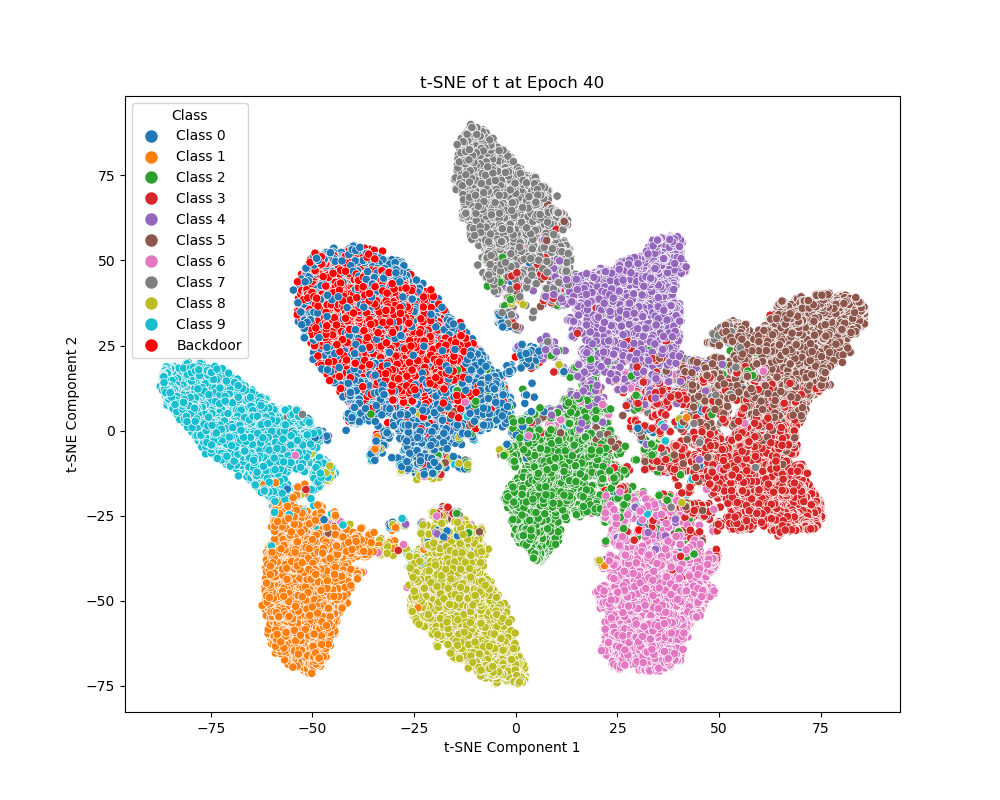 t-SNE of t at Epoch 40
Class
Class 0
Class 1
Class 2
Class 3
Class 4
Class 5
Class 6
Class 7
Class 8
Class 9
Backdoor
75
50
25
0
−25
−50
−75
t-SNE Component 2
−75 −50 −25 0 25 50 75
t-SNE Component 1